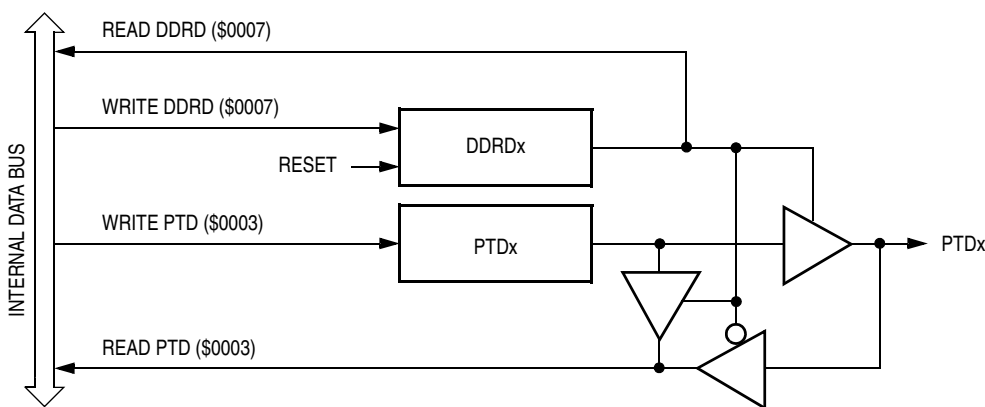 READ DDRD ($0007)
WRITE DDRD ($0007)
DDRDx
RESET
INTERNAL DATA BUS
WRITE PTD ($0003)
PTDx
PTDx
READ PTD ($0003)